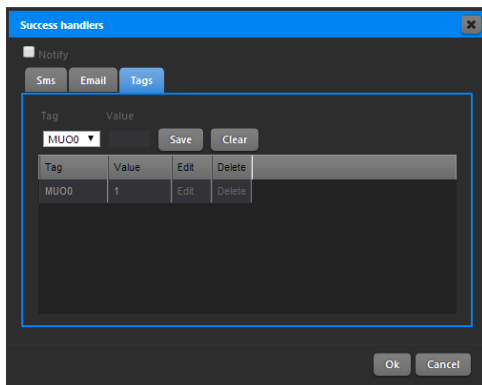 Success handlers
Notify
Sms Email Tags
Tag Value
MUO0 Save Clear
Tag Value Edit Delete
MUO0 1 Edit Delete
Ok Cancel